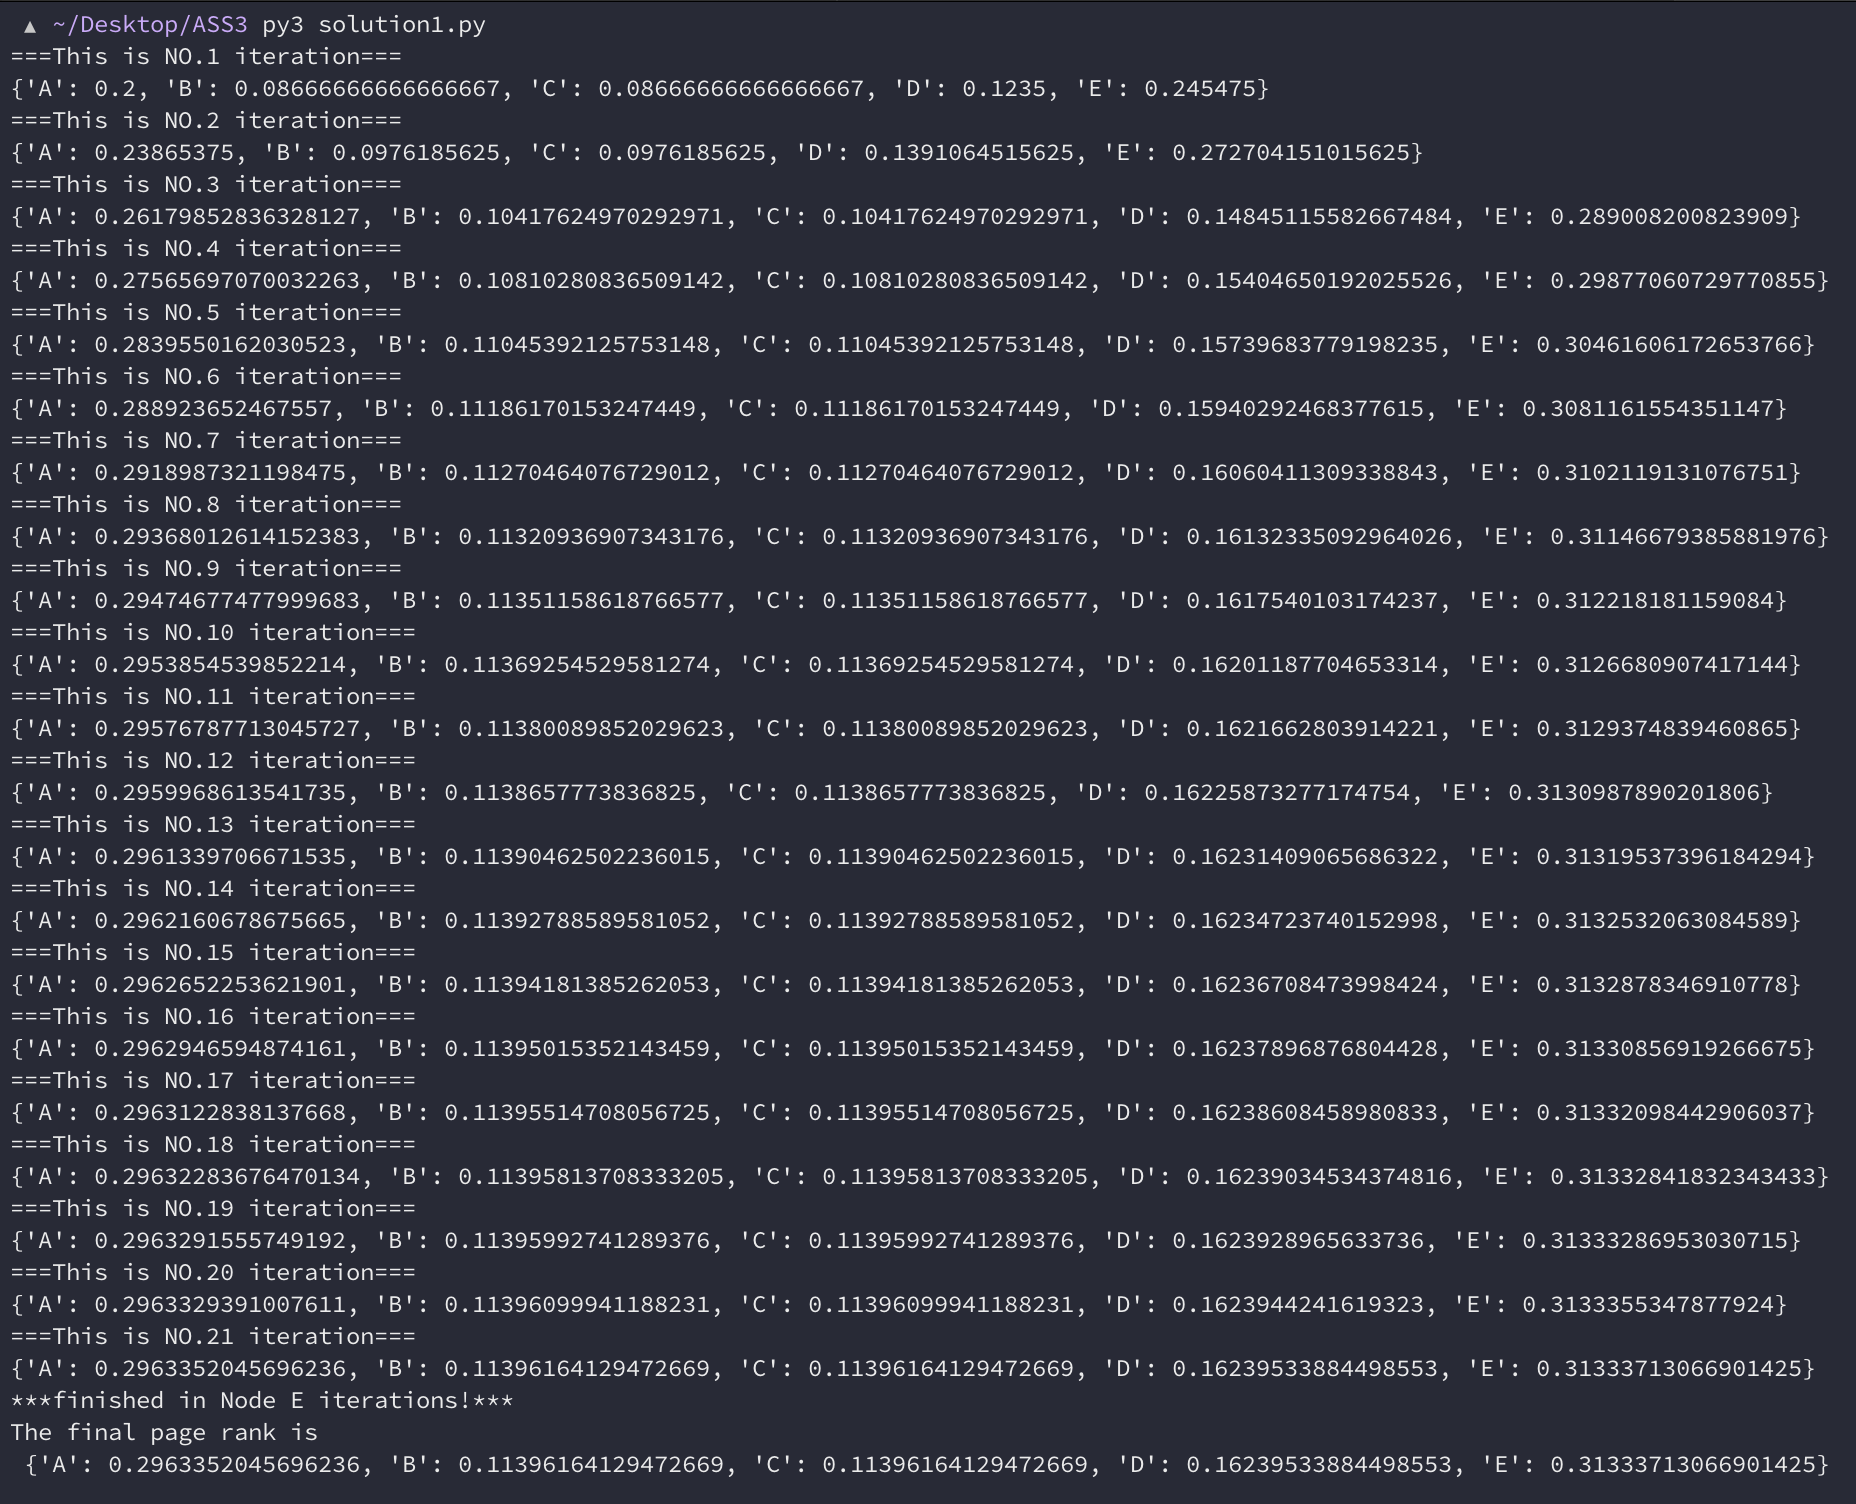 ▲ ~/Desktop/ASS3 py3 solution1.py
===This is NO.1 iteration===
{'A': 0.2, 'B': 0.08666666666666667, 'C': 0.08666666666666667, 'D': 0.1235, 'E': 0.245475}
===This is NO.2 iteration===
{'A': 0.23865375, 'B': 0.0976185625, 'C': 0.0976185625, 'D': 0.1391064515625, 'E': 0.272704151015625}
===This is NO.3 iteration===
{'A': 0.26179852836328127, 'B': 0.10417624970292971, 'C': 0.10417624970292971, 'D': 0.14845115582667484, 'E': 0.289008200823909}
===This is NO.4 iteration===
{'A': 0.27565697070032263, 'B': 0.10810280836509142, 'C': 0.10810280836509142, 'D': 0.15404650192025526, 'E': 0.29877060729770855}
===This is NO.5 iteration===
{'A': 0.2839550162030523, 'B': 0.11045392125753148, 'C': 0.11045392125753148, 'D': 0.15739683779198235, 'E': 0.30461606172653766}
===This is NO.6 iteration===
{'A': 0.288923652467557, 'B': 0.11186170153247449, 'C': 0.11186170153247449, 'D': 0.15940292468377615, 'E': 0.3081161554351147}
===This is NO.7 iteration===
{'A': 0.2918987321198475, 'B': 0.11270464076729012, 'C': 0.11270464076729012, 'D': 0.16060411309338843, 'E': 0.3102119131076751}
===This is NO.8 iteration===
{'A': 0.29368012614152383, 'B': 0.11320936907343176, 'C': 0.11320936907343176, 'D': 0.16132335092964026, 'E': 0.31146679385881976}
===This is NO.9 iteration===
{'A': 0.29474677477999683, 'B': 0.11351158618766577, 'C': 0.11351158618766577, 'D': 0.1617540103174237, 'E': 0.312218181159084}
===This is NO.10 iteration===
{'A': 0.2953854539852214, 'B': 0.11369254529581274, 'C': 0.11369254529581274, 'D': 0.16201187704653314, 'E': 0.3126680907417144}
===This is NO.11 iteration===
{'A': 0.29576787713045727, 'B': 0.11380089852029623, 'C': 0.11380089852029623, 'D': 0.1621662803914221, 'E': 0.3129374839460865}
===This is NO.12 iteration===
{'A': 0.2959968613541735, 'B': 0.1138657773836825, 'C': 0.1138657773836825, 'D': 0.16225873277174754, 'E': 0.3130987890201806}
===This is NO.13 iteration===
{'A': 0.2961339706671535, 'B': 0.11390462502236015, 'C': 0.11390462502236015, 'D': 0.16231409065686322, 'E': 0.31319537396184294}
===This is NO.14 iteration===
{'A': 0.2962160678675665, 'B': 0.11392788589581052, 'C': 0.11392788589581052, 'D': 0.16234723740152998, 'E': 0.3132532063084589}
===This is NO.15 iteration===
{'A': 0.2962652253621901, 'B': 0.11394181385262053, 'C': 0.11394181385262053, 'D': 0.16236708473998424, 'E': 0.3132878346910778}
===This is NO.16 iteration===
{'A': 0.2962946594874161, 'B': 0.11395015352143459, 'C': 0.11395015352143459, 'D': 0.16237896876804428, 'E': 0.31330856919266675}
===This is NO.17 iteration===
{'A': 0.2963122838137668, 'B': 0.11395514708056725, 'C': 0.11395514708056725, 'D': 0.16238608458980833, 'E': 0.31332098442906037}
===This is NO.18 iteration===
{'A': 0.29632283676470134, 'B': 0.11395813708333205, 'C': 0.11395813708333205, 'D': 0.16239034534374816, 'E': 0.31332841832343433}
===This is NO.19 iteration===
{'A': 0.2963291555749192, 'B': 0.11395992741289376, 'C': 0.11395992741289376, 'D': 0.1623928965633736, 'E': 0.31333286953030715}
===This is NO.20 iteration===
{'A': 0.2963329391007611, 'B': 0.11396099941188231, 'C': 0.11396099941188231, 'D': 0.1623944241619323, 'E': 0.3133355347877924}
===This is NO.21 iteration===
{'A': 0.2963352045696236, 'B': 0.11396164129472669, 'C': 0.11396164129472669, 'D': 0.16239533884498553, 'E': 0.31333713066901425}
***finished in Node E iterations!***
The final page rank is
{'A': 0.2963352045696236, 'B': 0.11396164129472669, 'C': 0.11396164129472669, 'D': 0.16239533884498553, 'E': 0.31333713066901425}